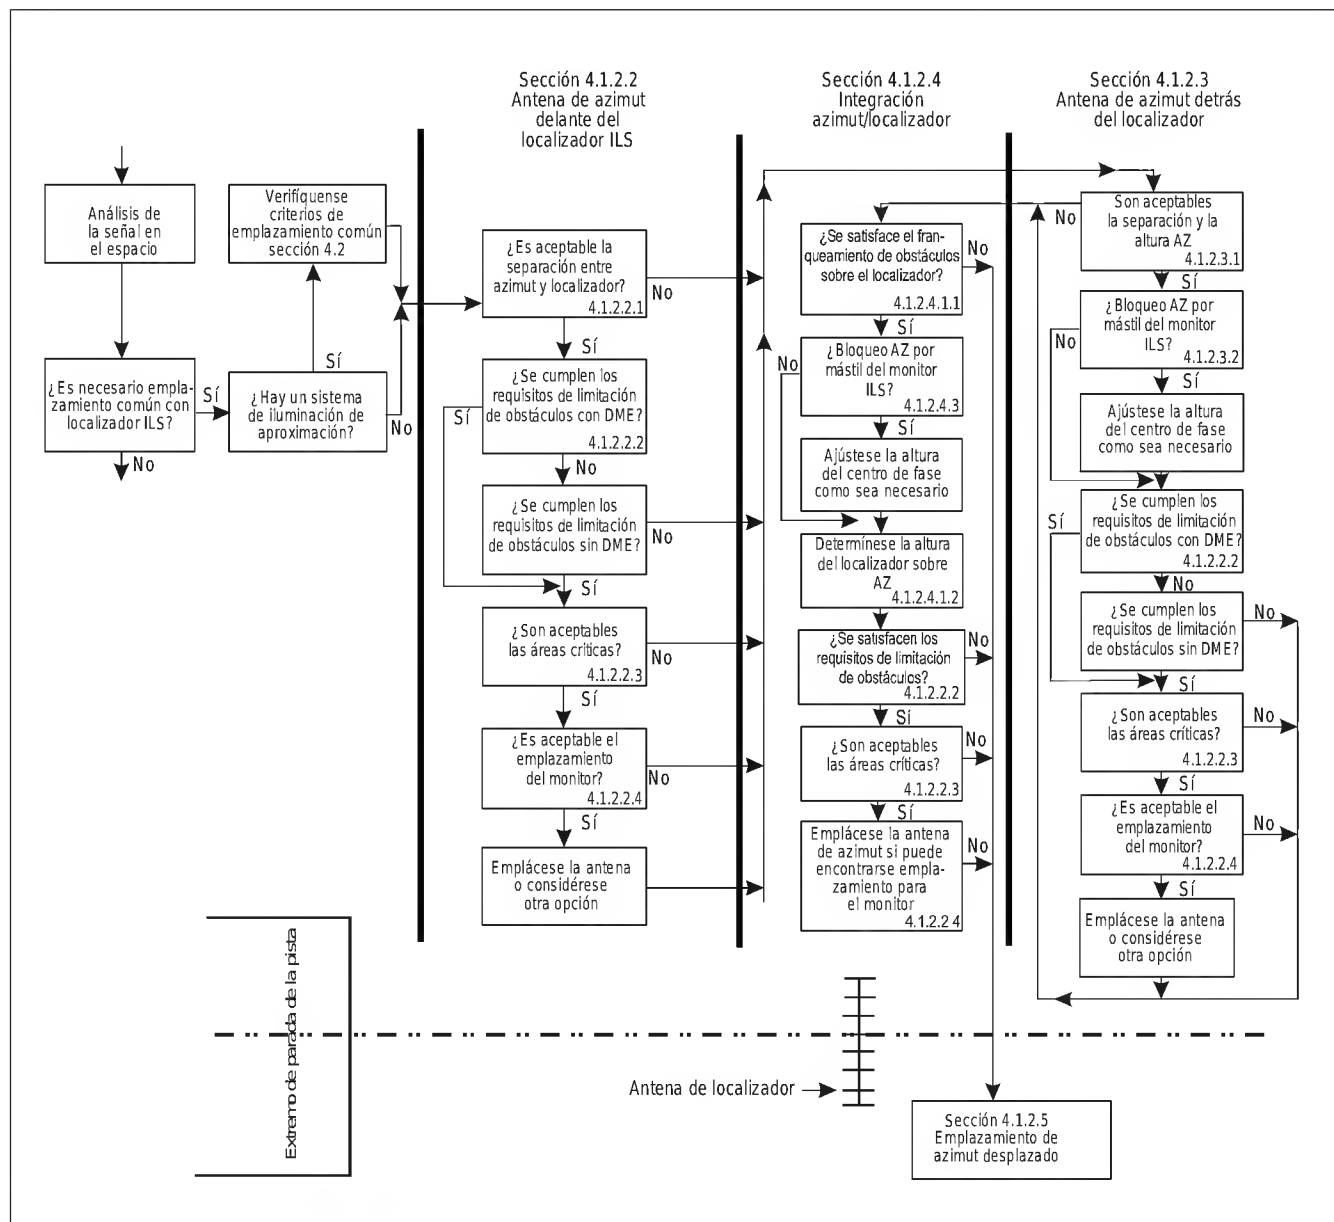 Sección 4.1.2.2
Antena de azimut
delante del
localizador ILS
Sección 4.1.2.4
Integración
azimut/localizador
Sección 4.1.2.3
Antena de azimut detrás
del localizador
Análisis de
la señal en
el espacio
Verifíquense
criterios de
emplazamiento común
sección 4.2
¿Es necesario empla-
zamiento común con
localizador ILS?
Sí
No
¿Hay un sistema
de iluminación de
aproximación?
Sí
No
¿Es aceptable la
separación entre
azimut y localizador?
4.1.2.2.1
No
Sí
¿Se cumplen los
requisitos de limitación
de obstáculos con DME?
4.1.2.2.2
Sí
No
¿Se cumplen los
requisitos de limitación
de obstáculos sin DME?
No
Sí
¿Son aceptables
las áreas críticas?
4.1.2.2.3
No
Sí
¿Es aceptable el
emplazamiento
del monitor?
4.1.2.2.4
No
Sí
Emplácese la antena
o considérese
otra opción
¿Se satisface el fran-
queamiento de obstáculos
sobre el localizador?
4.1.2.4.1.1
No
Sí
¿Bloqueo AZ por
mástil del monitor
ILS?
4.1.2.4.3
No
Sí
Ajústese la altura
del centro de fase
como sea necesario
Determínese la altura
del localizador sobre
AZ
4.1.2.4.1.2
¿Se satisfacen los
requisitos de limitación
de obstáculos?
4.1.2.2.2
No
Sí
¿Son aceptables
las áreas críticas?
4.1.2.2.3
No
Sí
Emplácese la antena
de azimut si puede
encontrarse empla-
zamiento para
el monitor
4.1.2.2.4
No
Son aceptables
la separación y la
altura AZ
4.1.2.3.1
No
Sí
¿Bloqueo AZ por
mástil del monitor
ILS?
4.1.2.3.2
No
Sí
Ajústese la altura
del centro de fase
como sea necesario
¿Se cumplen los
requisitos de limitación
de obstáculos con DME?
4.1.2.2.2
Sí
No
¿Se cumplen los
requisitos de limitación
de obstáculos sin DME?
No
Sí
¿Son aceptables
las áreas críticas?
4.1.2.2.3
No
Sí
¿Es aceptable el
emplazamiento
del monitor?
4.1.2.2.4
No
Sí
Emplácese la antena
o considérese
otra opción
Extremo de parada de la pista
Antena de localizador
Sección 4.1.2.5
Emplazamiento de
azimut desplazado